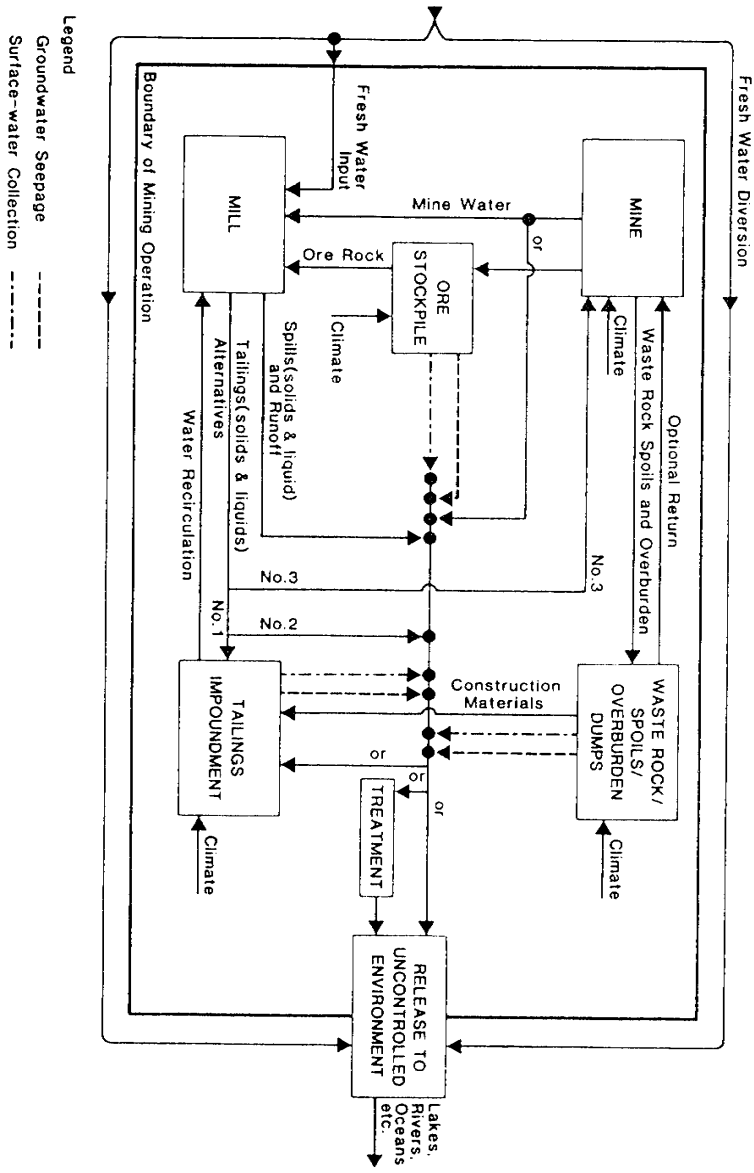 Fresh Water Diversion
MINE
Climate
Waste Rock Spoils and Overburden
Optional Return
WASTE ROCK/
SPOILS/
OVERBURDEN
DUMPS
Climate
Mine Water
or
ORE
STOCKPILE
Ore Rock
Climate
No.3
Construction
Materials
or
or
or
TREATMENT
RELEASE TO
UNCONTROLLED
ENVIRONMENT
Lakes,
Rivers,
Oceans
etc.
Fresh Water
Input
MILL
Spills(solids & liquid)
and Runoff
Tailings(solids & liquids)
Alternatives
Water Recirculation
No.3
No.2
No.1
TAILINGS
IMPOUNDMENT
Climate
Boundary of Mining Operation
Legend
Groundwater Seepage
Surface-water Collection